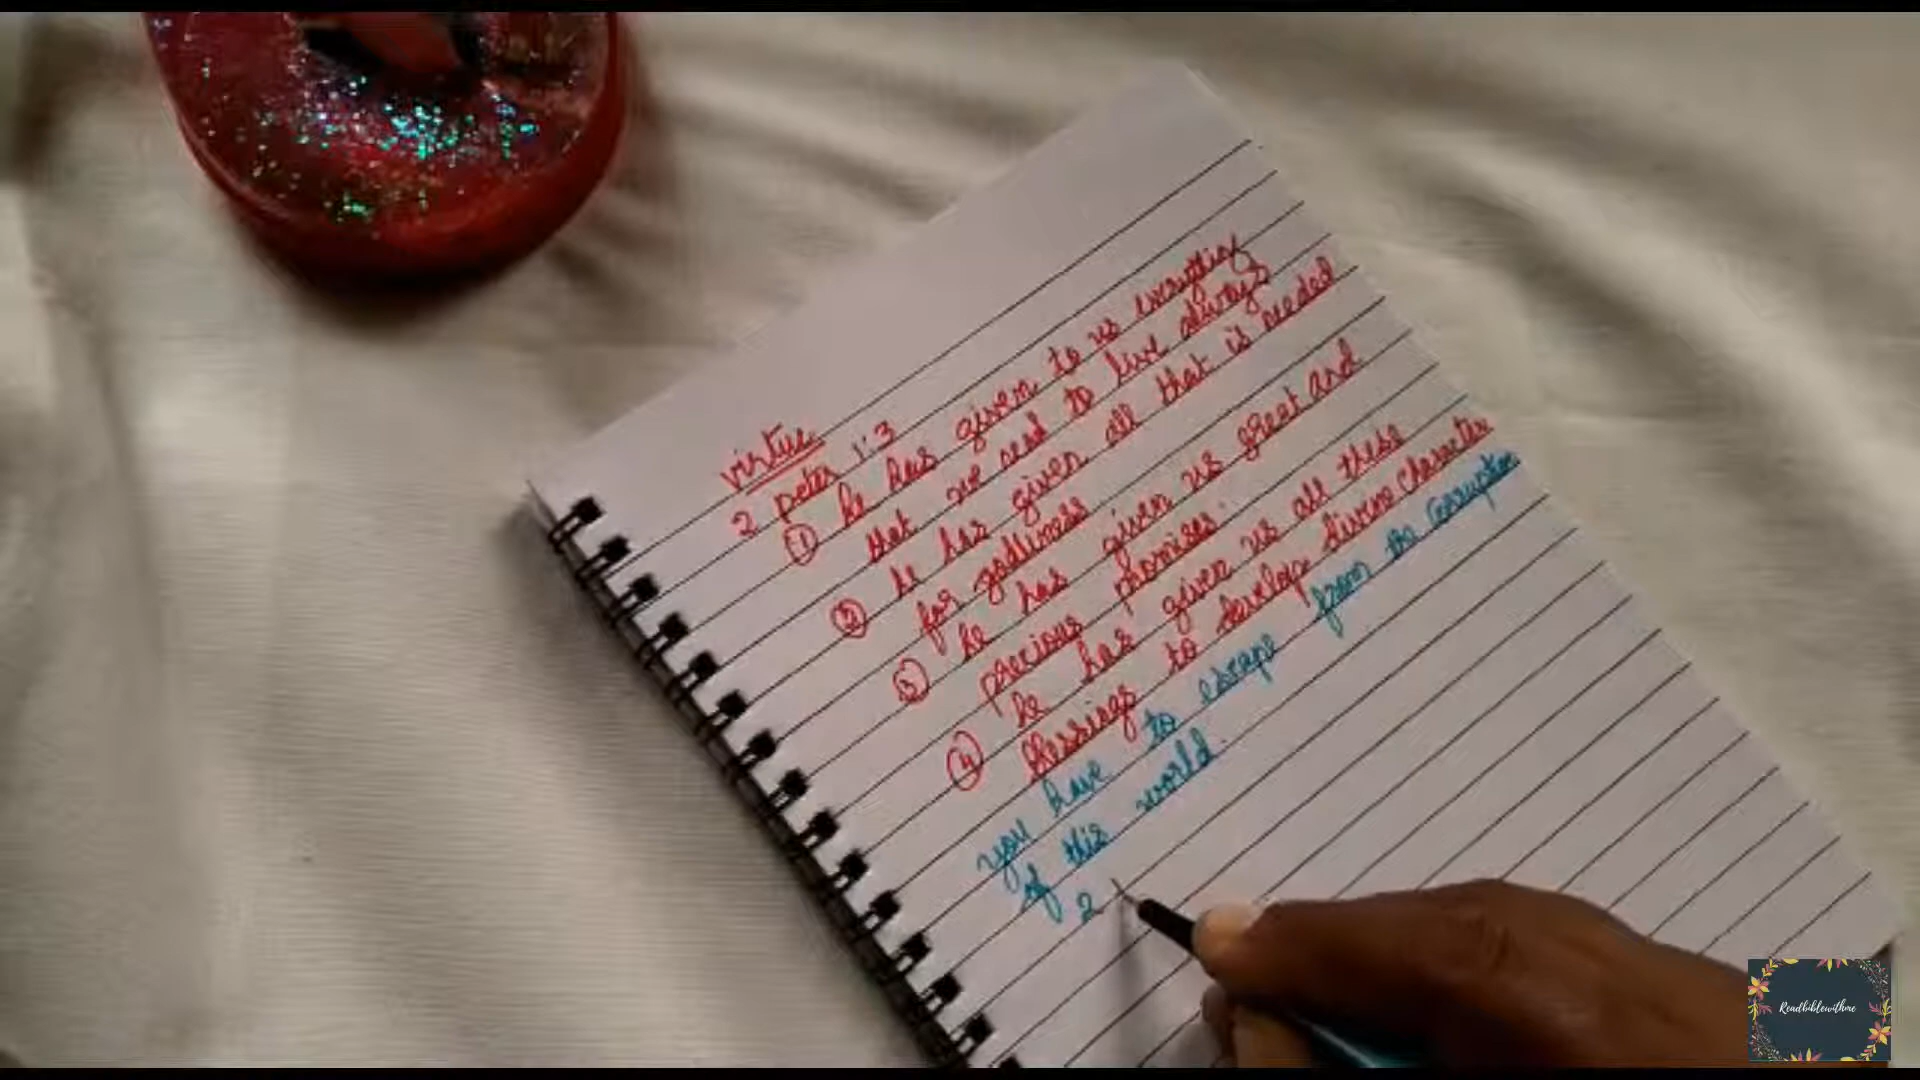 virtue
2 peter 1:3
① he has given to us everything
that we need to live always
② he has given all that is needed
for godliness
③ he has given us great and
precious promises.
④ he has given us all these
blessings to develop divine character
you have to escape from the corruption
of this world.
2
Readbiblewithme